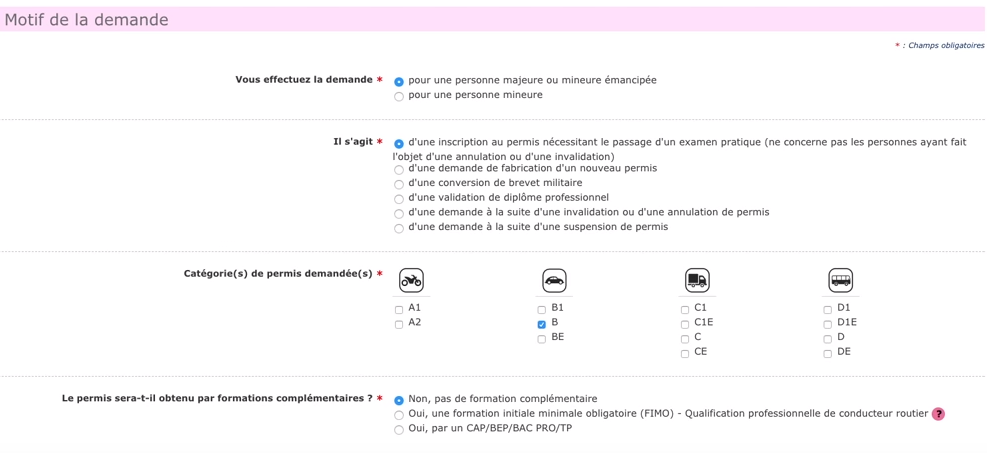 Motif de la demande
* : Champs obligatoires
Vous effectuez la demande * pour une personne majeure ou mineure émancipée
pour une personne mineure
Il s'agit * d'une inscription au permis nécessitant le passage d'un examen pratique (ne concerne pas les personnes ayant fait
l'objet d'une annulation ou d'une invalidation)
d'une demande de fabrication d'un nouveau permis
d'une conversion de brevet militaire
d'une validation de diplôme professionnel
d'une demande à la suite d'une invalidation ou d'une annulation de permis
d'une demande à la suite d'une suspension de permis
Catégorie(s) de permis demandée(s) *
A1 B1 C1 D1
A2 B C1E D1E
BE C D
CE DE
Le permis sera-t-il obtenu par formations complémentaires ? * Non, pas de formation complémentaire
Oui, une formation initiale minimale obligatoire (FIMO) - Qualification professionnelle de conducteur routier ?
Oui, par un CAP/BEP/BAC PRO/TP